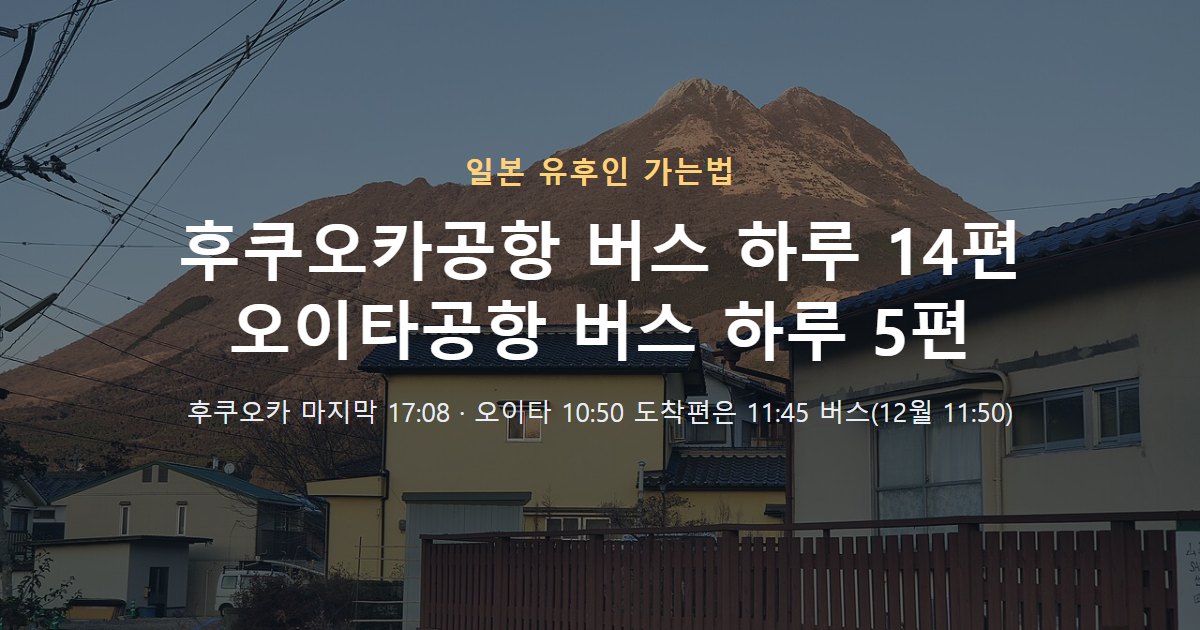 일본 유후인 가는법
후쿠오카공항 버스 하루 14편
오이타공항 버스 하루 5편
후쿠오카 마지막 17:08 · 오이타 10:50 도착편은 11:45 버스(12월 11:50)